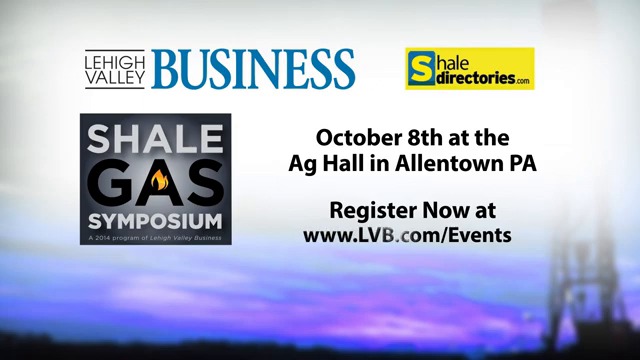 LEHIGH
VALLEY
BUSINESS
Shale
directories.com
SHALE
GAS
SYMPOSIUM
A 2014 program of Lehigh Valley Business
October 8th at the
Ag Hall in Allentown PA
Register Now at
www.LVB.com/Events